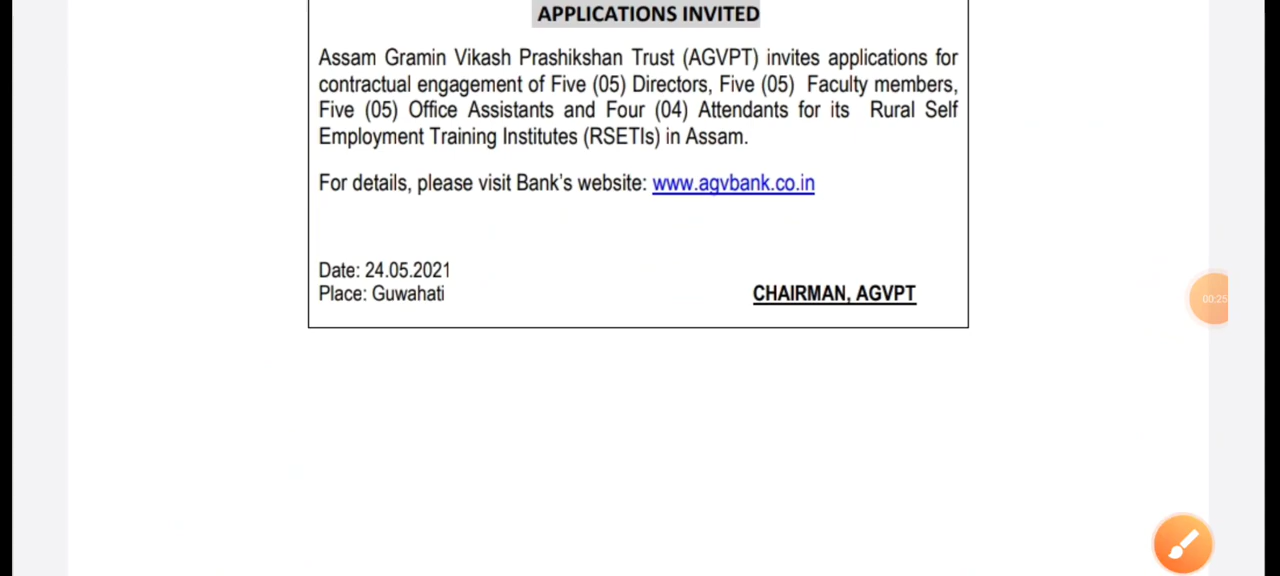 APPLICATIONS INVITED
Assam Gramin Vikash Prashikshan Trust (AGVPT) invites applications for
contractual engagement of Five (05) Directors, Five (05) Faculty members,
Five (05) Office Assistants and Four (04) Attendants for its Rural Self
Employment Training Institutes (RSETIs) in Assam.
For details, please visit Bank's website: www.agvbank.co.in
Date: 24.05.2021
Place: Guwahati
CHAIRMAN, AGVPT
00:25